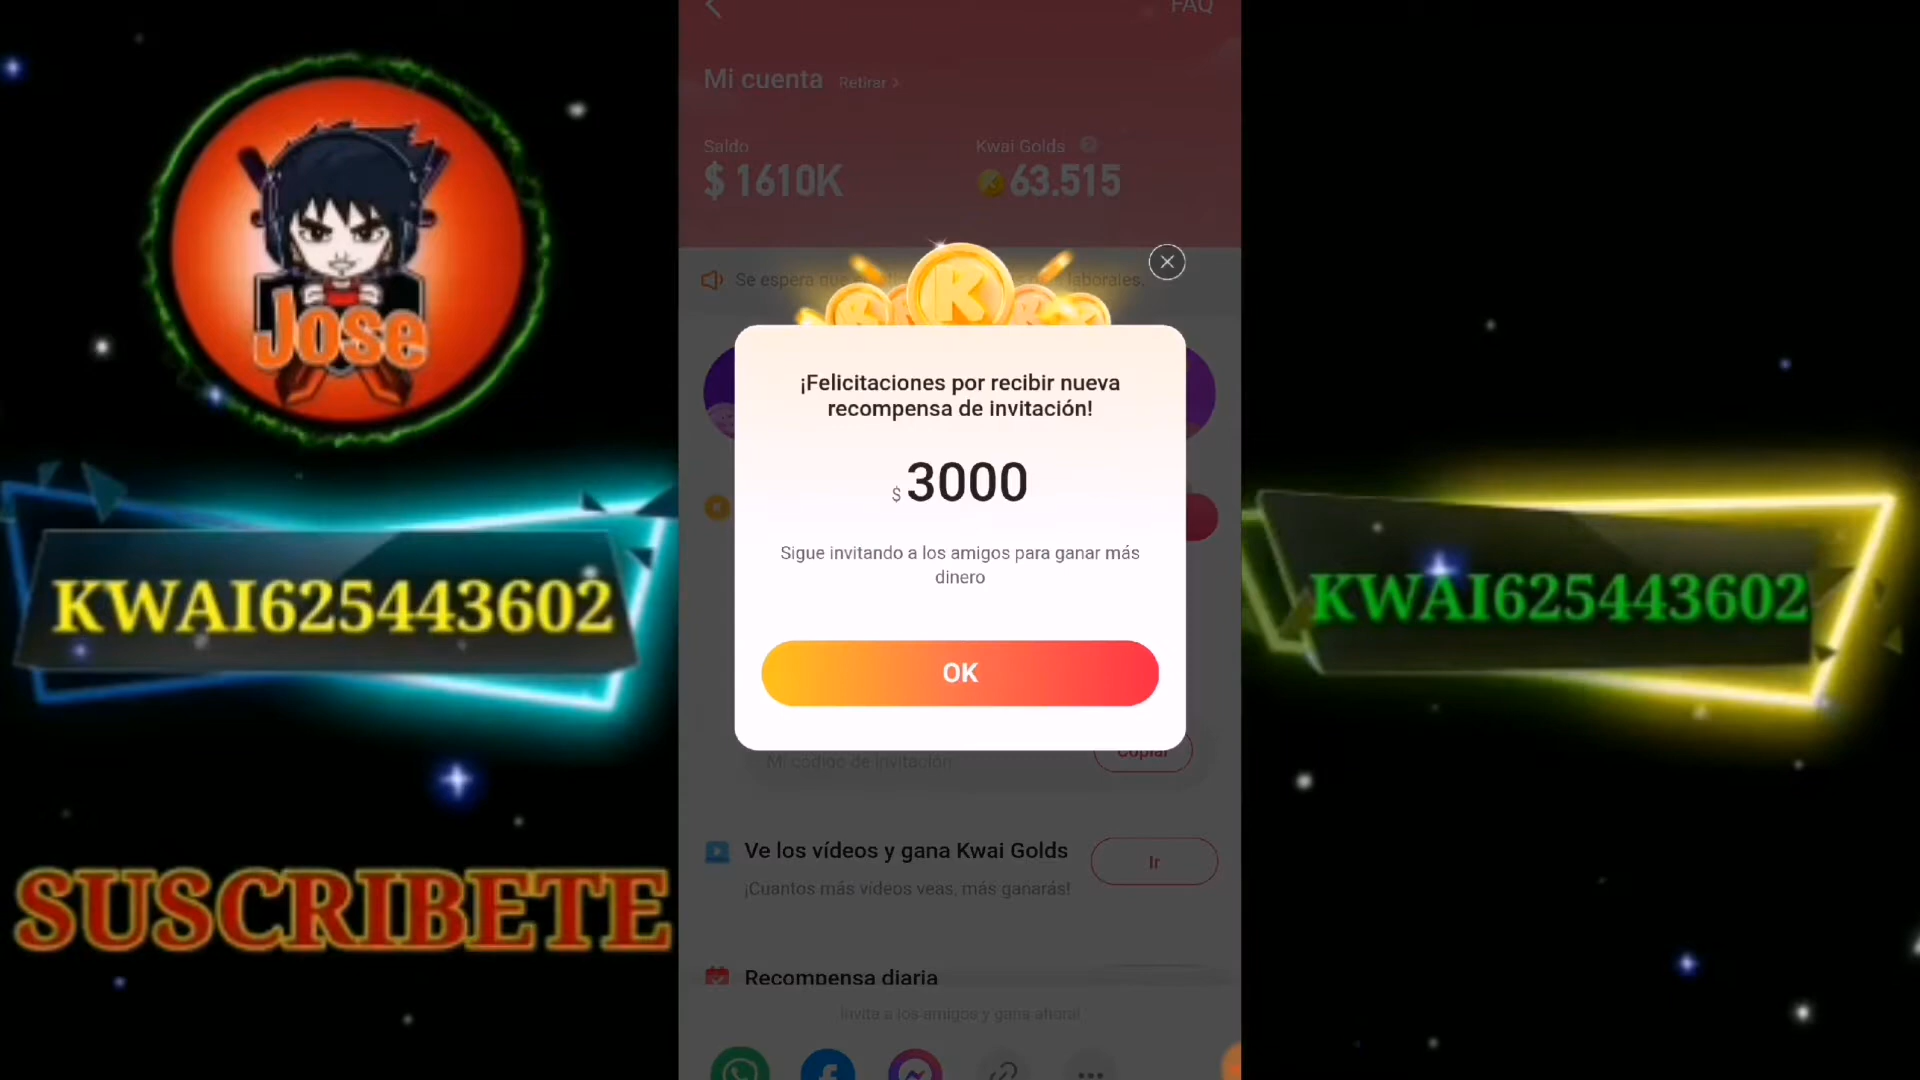 FAQ
Mi cuenta Retirar >
Saldo
Kwai Golds
$ 1610K
63.515
Se espera que
laborales.
Jose
¡Felicitaciones por recibir nueva
recompensa de invitación!
$ 3000
Sigue invitando a los amigos para ganar más
dinero
OK
KWAI625443602
KWAI625443602
Mi código de invitación
Copiar
Ve los vídeos y gana Kwai Golds
Ir
¡Cuantos más vídeos veas, más ganarás!
SUSCRIBETE
Recompensa diaria
Invita a los amigos y gana ahora!